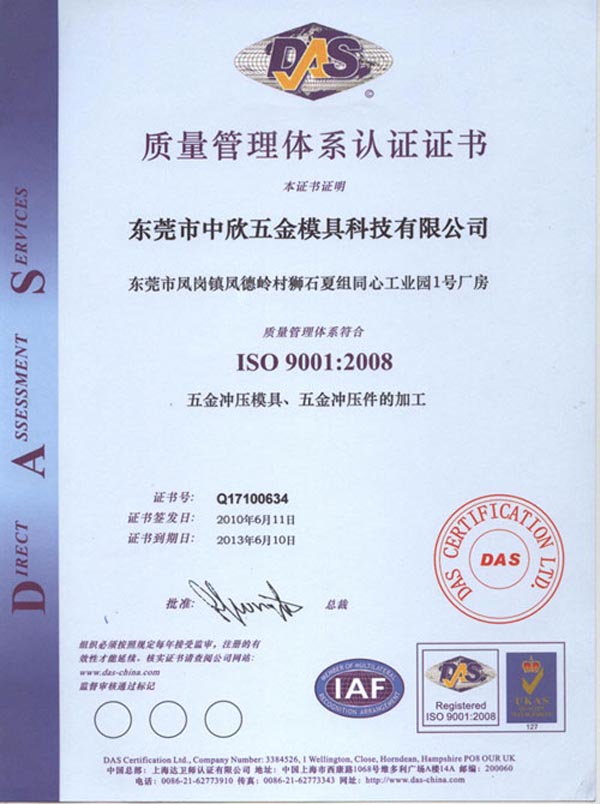 DAS
©
质量管理体系认证证书
本证书证明
东莞市中欣五金模具科技有限公司
东莞市凤岗镇凤德岭村狮石夏组同心工业园1号厂房
质量管理体系符合
ISO 9001:2008
五金冲压模具、五金冲压件的加工
证书号: Q17100634
证书签发日: 2010年6月11日
证书到期日: 2013年6月10日
批准: 总裁
DIRECT ASSESSMENT SERVICES
DAS CERTIFICATION LTD.
DAS
组织必须按照规定每年接受监审，注册的有
效性才能延续。核实证书请查阅公司网站:
www.das-china.com
监督审核通过标记
MEMBER OF MULTILATERAL
IAF
RECOGNITION ARRANGEMENT
DAS
Registered
ISO 9001:2008
UKAS
QUALITY
MANAGEMENT
127
DAS Certification Ltd., Company Number: 3384526, 1 Wellington, Close, Horndean, Hampshire PO8 OUR UK
中国总部: 上海达卫师认证有限公司 地址: 中国上海市西康路1068号维多利广场A楼14A 邮编: 200060
电话: 0086-21-62773910 传真: 0086-21-62773343 网址: http://www.das-china.com